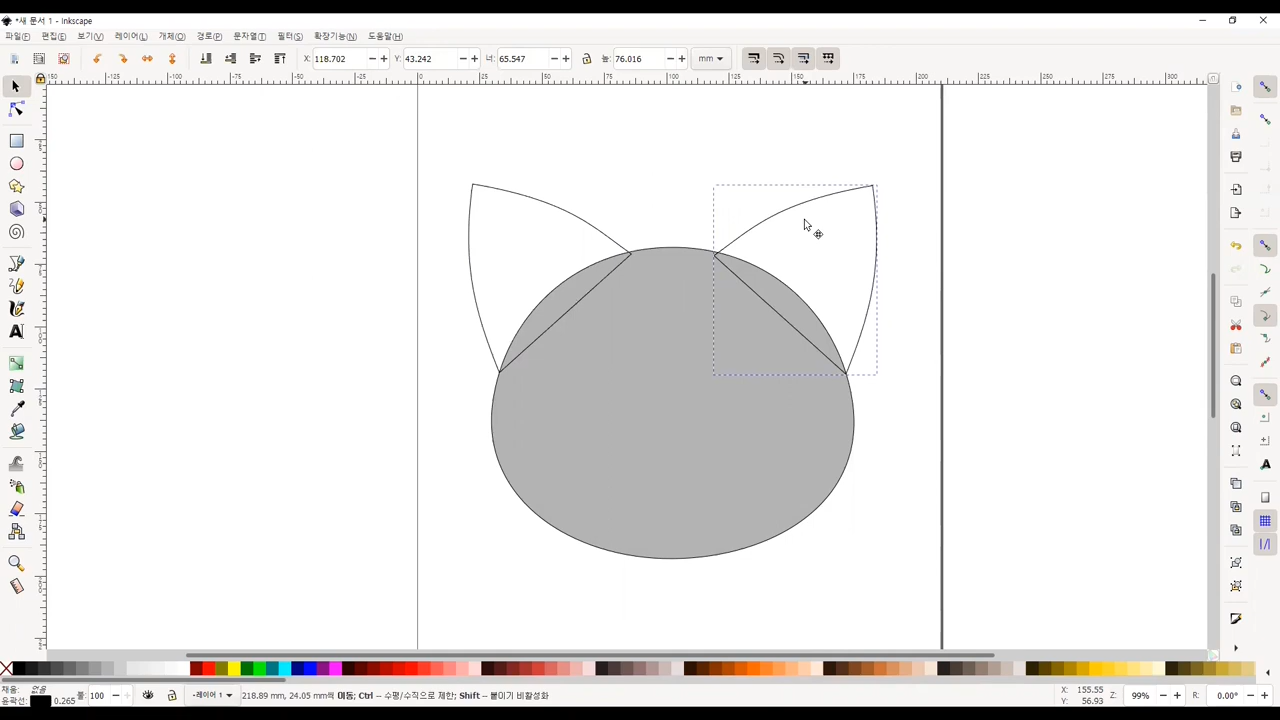 *새 문서 1 - Inkscape
파일(F) 편집(E) 보기(V) 레이어(L) 개체(O) 경로(P) 문자열(T) 필터(S) 확장기능(N) 도움말(H)
X: 118.702 Y: 43.242 너: 65.547 높: 76.016 mm
채움: 없음 불: 100 -레이어 1 218.89 mm, 24.05 mm씩 이동; Ctrl – 수평/수직으로 제한; Shift – 붙이기 비활성화 X: 155.55 Z: 99% R: 0.00°
윤곽선: 0.265 Y: 56.93